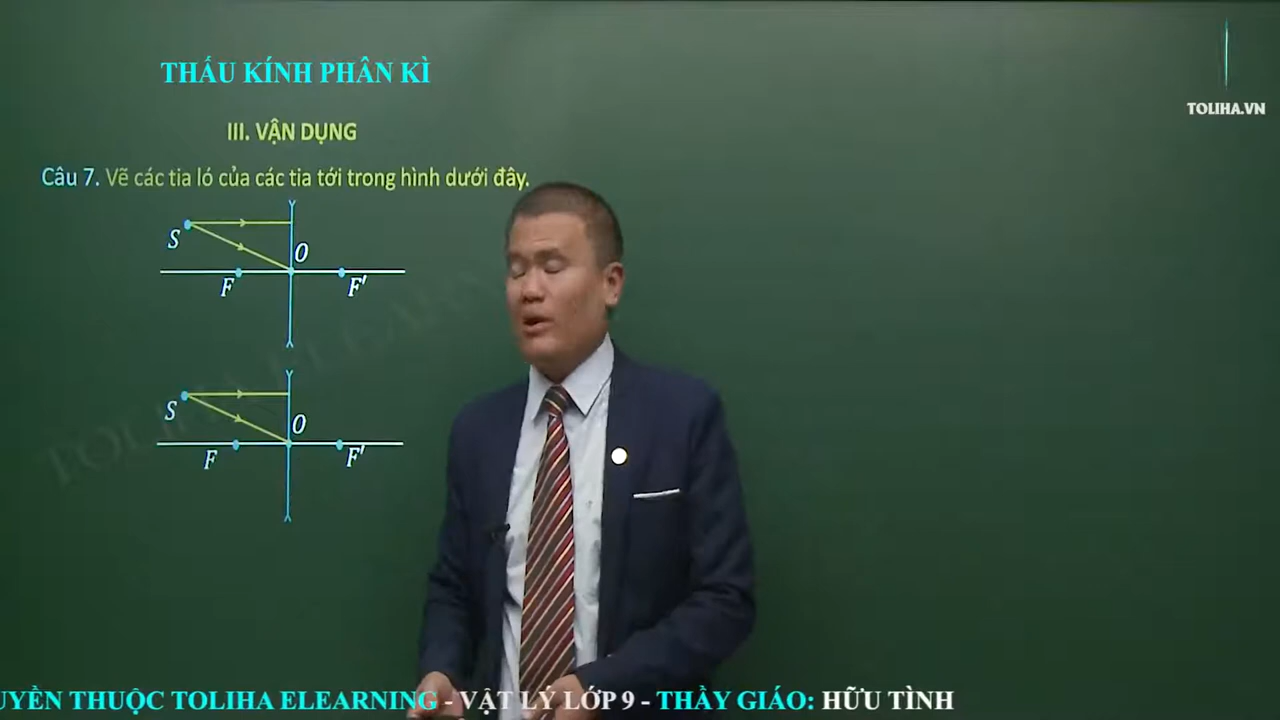 THẤU KÍNH PHÂN KÌ
TOLIHA.VN
III. VẬN DỤNG
Câu 7. Vẽ các tia ló của các tia tới trong hình dưới đây.
S
O
F
F'
S
O
F
F'
UYỀN THUỘC TOLIHA ELEARNING - VẬT LÝ LỚP 9 - THẦY GIÁO: HỮU TÌNH